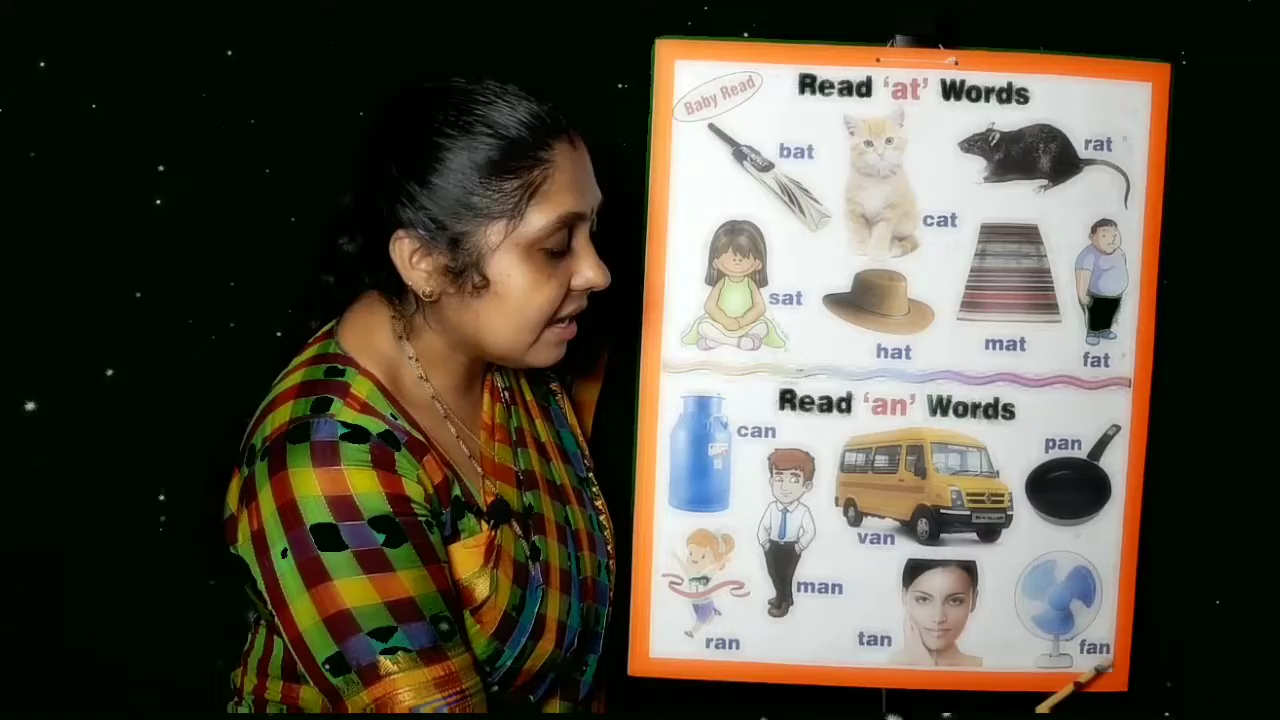 Baby Read
Read ‘at’ Words
bat
rat
cat
sat
hat
mat
fat
Read ‘an’ Words
can
pan
van
man
ran
tan
fan